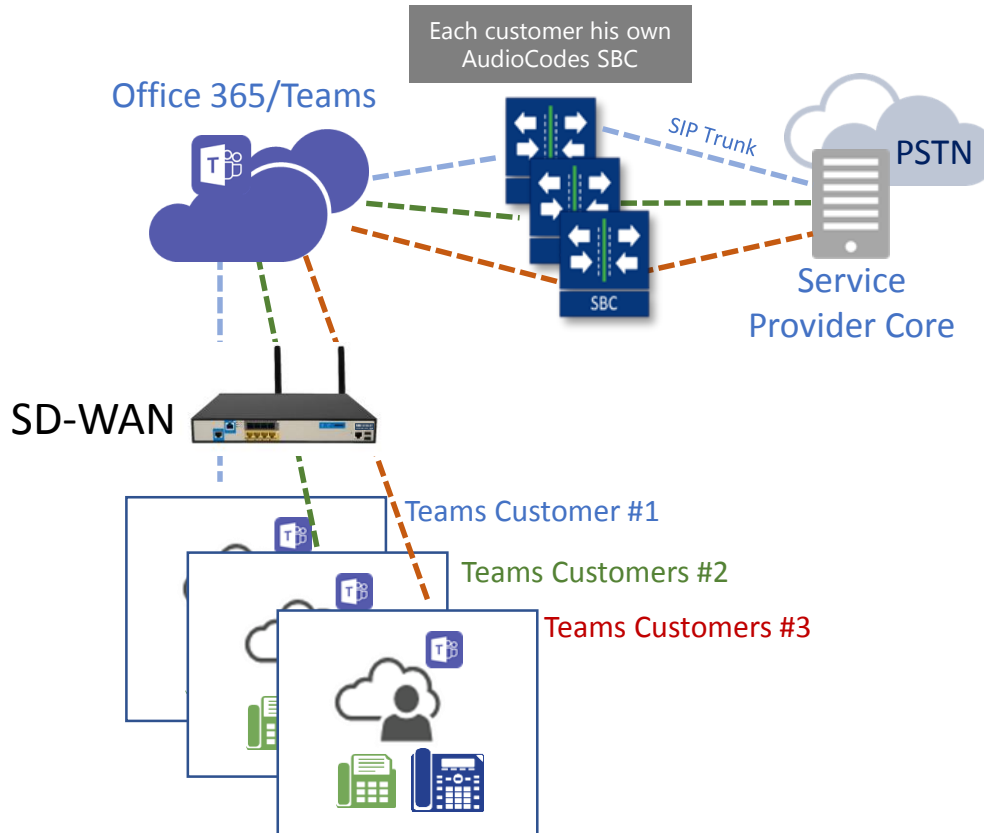 Each customer his own
AudioCodes SBC
Office 365/Teams
SIP Trunk
PSTN
SBC
Service
Provider Core
SD-WAN
Teams Customer #1
Teams Customers #2
Teams Customers #3
T
T
T
T